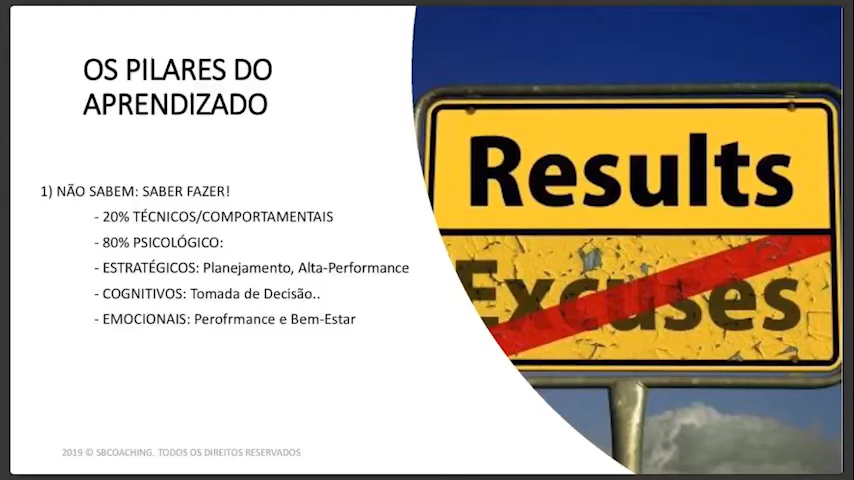 OS PILARES DO
APRENDIZADO
1) NÃO SABEM: SABER FAZER!
- 20% TÉCNICOS/COMPORTAMENTAIS
- 80% PSICOLÓGICO:
- ESTRATÉGICOS: Planejamento, Alta-Performance
- COGNITIVOS: Tomada de Decisão..
- EMOCIONAIS: Perofrmance e Bem-Estar
2019 © SBCOACHING. TODOS OS DIREITOS RESERVADOS
Results
Excuses